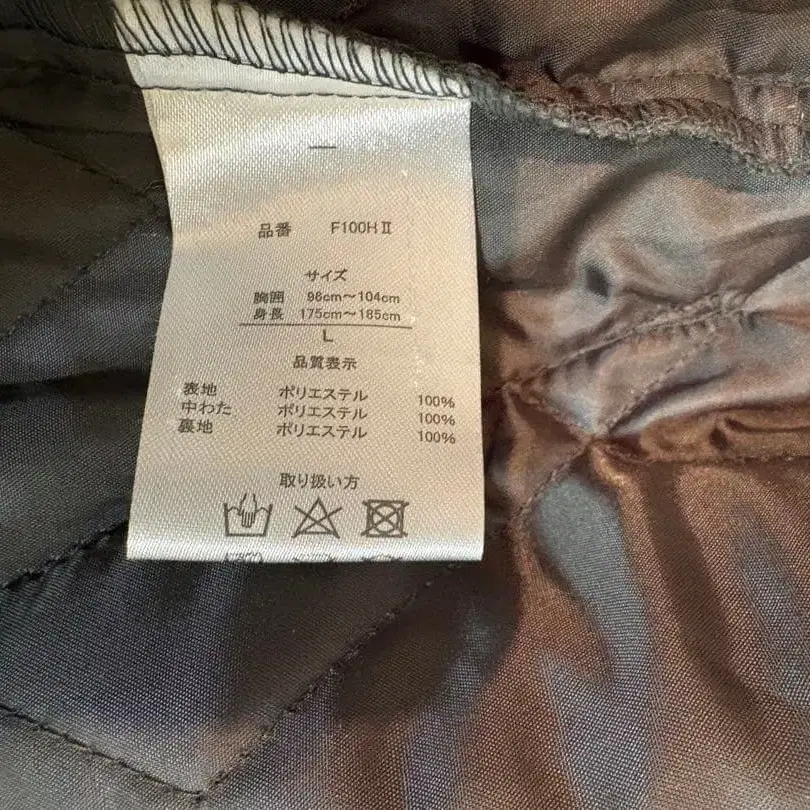 品番 F100HⅡ
サイズ
胸囲 96cm～104cm
身長 175cm～185cm
L
品質表示
表地 ポリエステル 100%
中わた ポリエステル 100%
裏地 ポリエステル 100%
取り扱い方